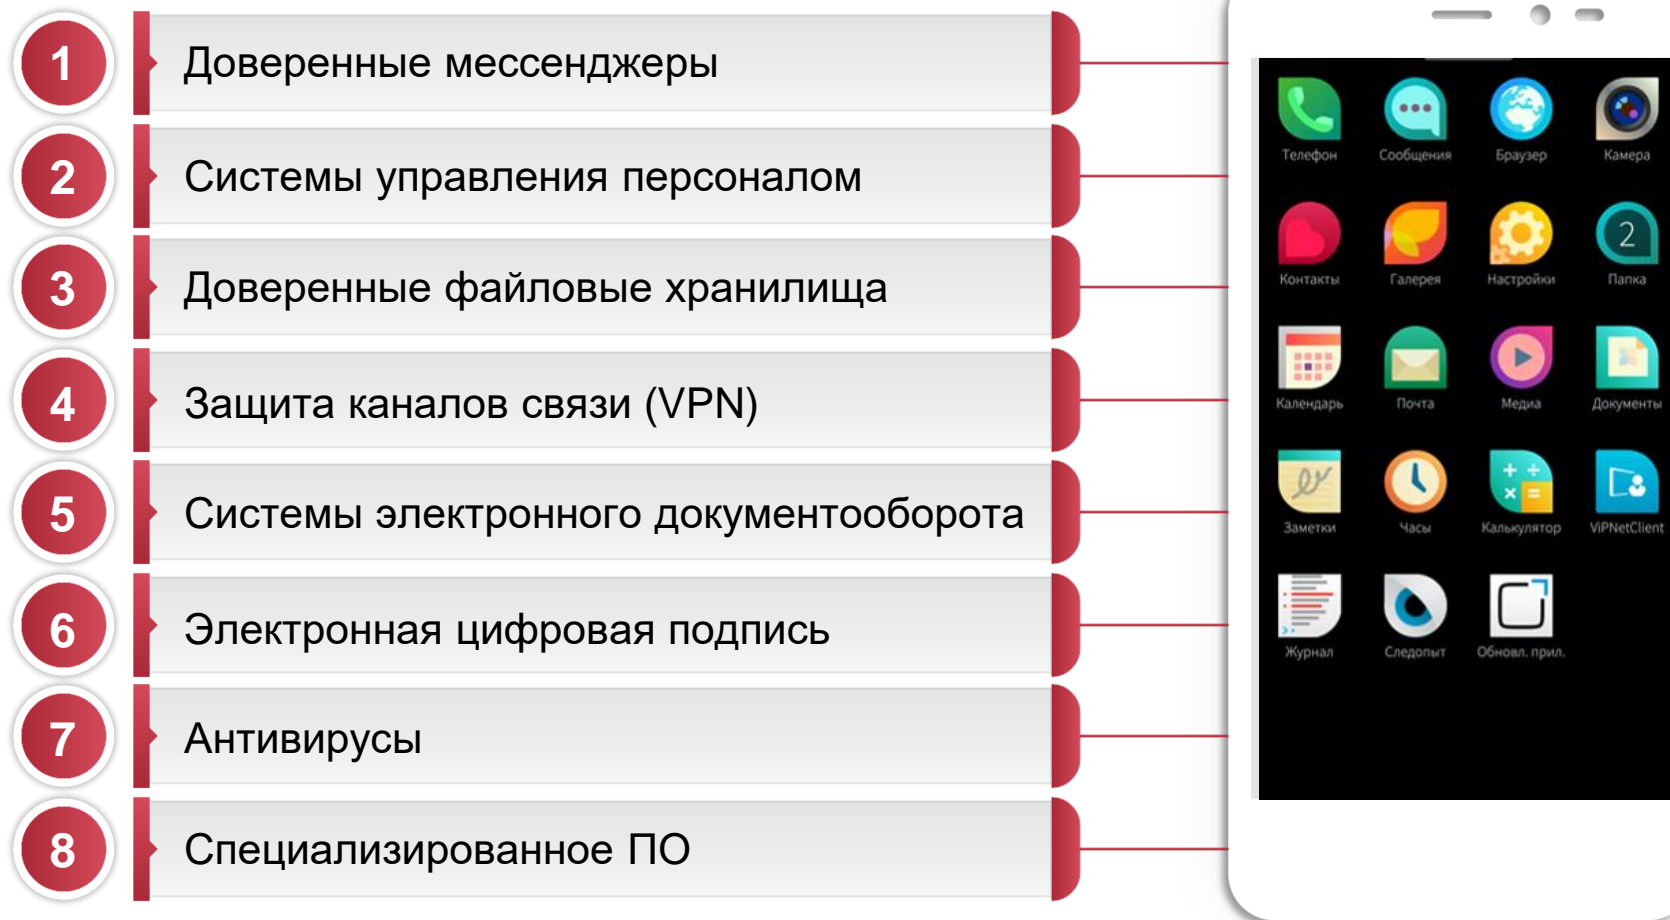 1 Доверенные мессенджеры
2 Системы управления персоналом
3 Доверенные файловые хранилища
4 Защита каналов связи (VPN)
5 Системы электронного документооборота
6 Электронная цифровая подпись
7 Антивирусы
8 Специализированное ПО
Телефон Сообщения Браузер Камера
2
Контакты Галерея Настройки Папка
Календарь Почта Медиа Документы
Заметки Часы Калькулятор ViPNetClient
Журнал Следопыт Обновл. прил.